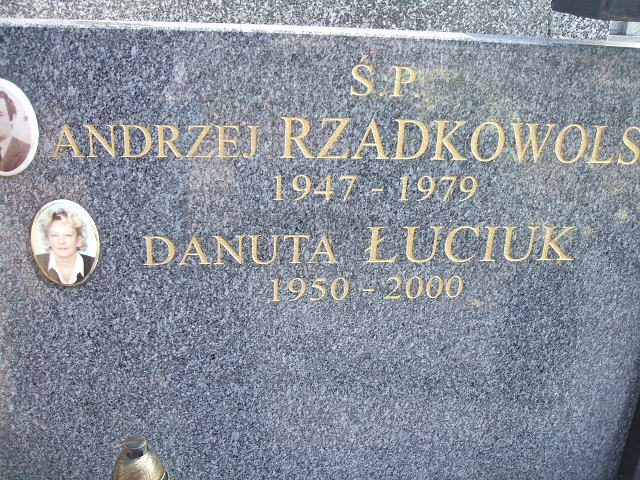 Ś.P.
ANDRZEJ RZADKOWOLS
1947 - 1979
DANUTA ŁUCIUK
1950 - 2000